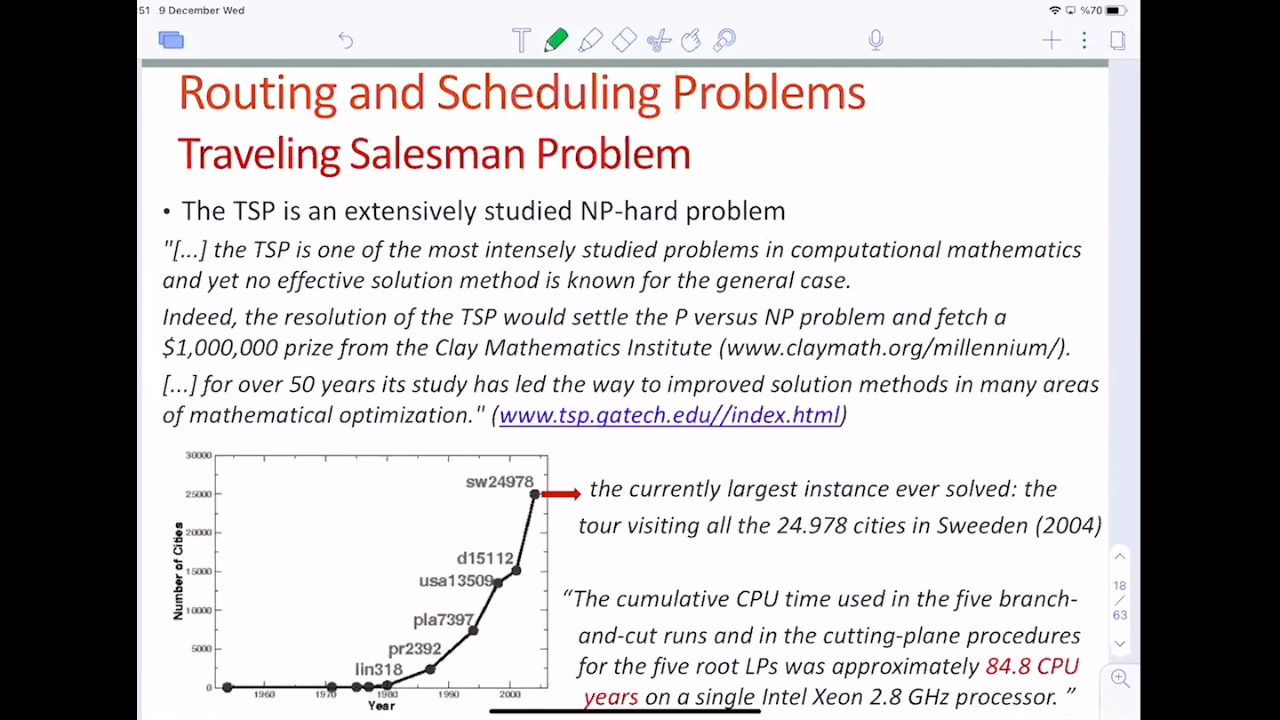 51 9 December Wed %70
Routing and Scheduling Problems
Traveling Salesman Problem
• The TSP is an extensively studied NP-hard problem
"[...] the TSP is one of the most intensely studied problems in computational mathematics
and yet no effective solution method is known for the general case.
Indeed, the resolution of the TSP would settle the P versus NP problem and fetch a
$1,000,000 prize from the Clay Mathematics Institute (www.claymath.org/millennium/).
[...] for over 50 years its study has led the way to improved solution methods in many areas
of mathematical optimization." (www.tsp.gatech.edu//index.html)
30000
25000
20000
15000
10000
5000
0
Number of Cities
sw24978
d15112
usa13509
pla7397
pr2392
lin318
1960 1970 1980 1990 2000
Year
the currently largest instance ever solved: the
tour visiting all the 24.978 cities in Sweeden (2004)
“The cumulative CPU time used in the five branch-
and-cut runs and in the cutting-plane procedures
for the five root LPs was approximately 84.8 CPU
years on a single Intel Xeon 2.8 GHz processor. ”
18
/
63